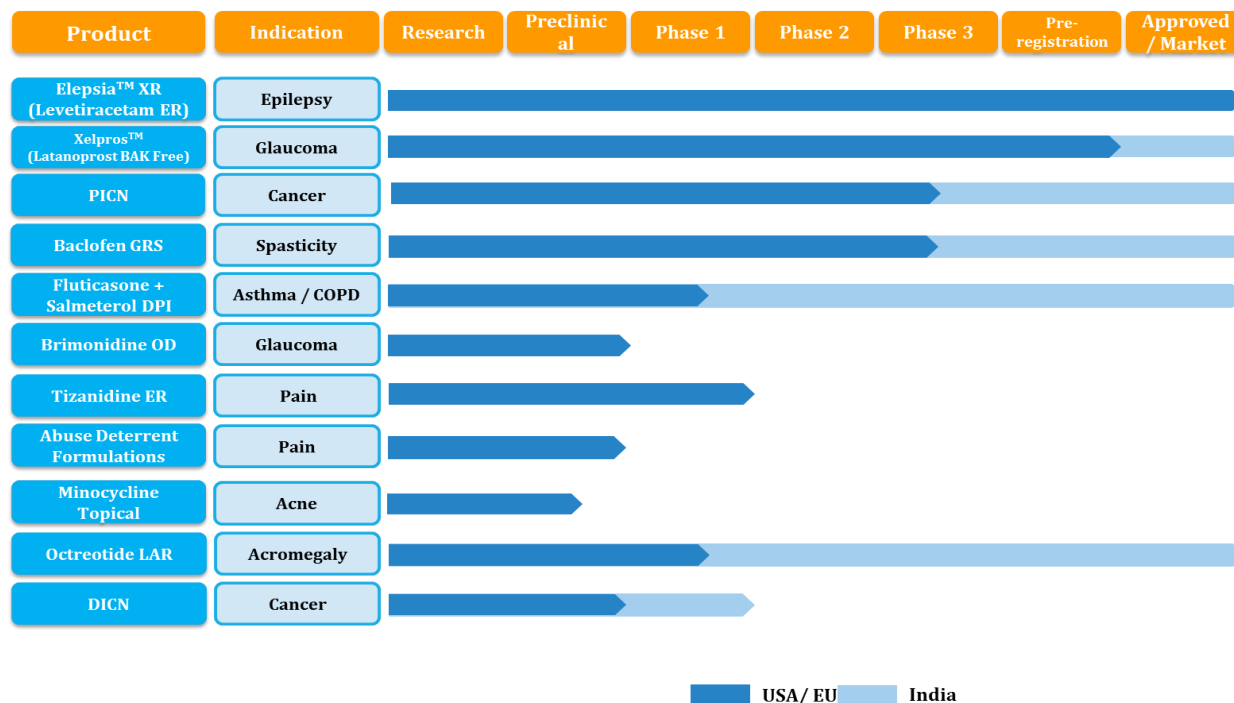 Product
Indication
Research
Preclinic
al
Phase 1
Phase 2
Phase 3
Pre-
registration
Approved
/ Market
Elepsia™ XR
(Levetiracetam ER)
Epilepsy
Xelpros™
(Latanoprost BAK Free)
Glaucoma
PICN
Cancer
Baclofen GRS
Spasticity
Fluticasone +
Salmeterol DPI
Asthma / COPD
Brimonidine OD
Glaucoma
Tizanidine ER
Pain
Abuse Deterrent
Formulations
Pain
Minocycline
Topical
Acne
Octreotide LAR
Acromegaly
DICN
Cancer
USA/ EU
India